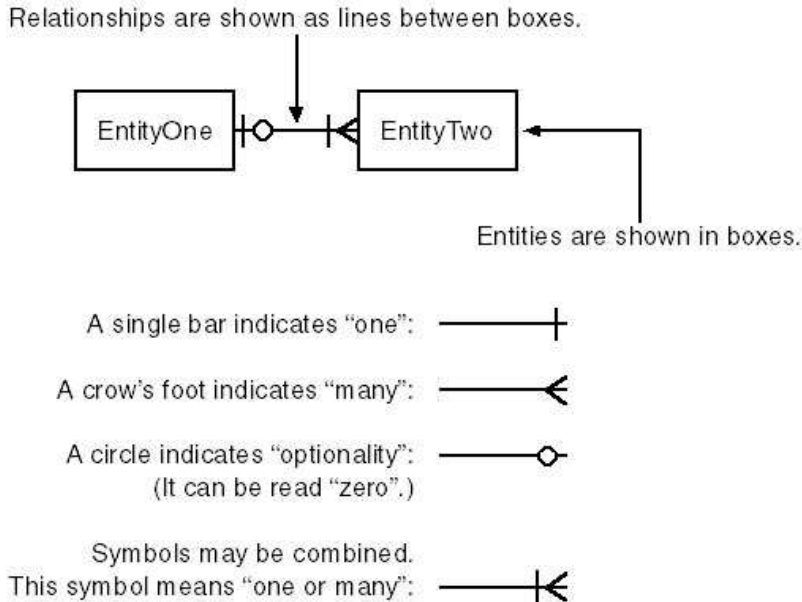 Relationships are shown as lines between boxes.
EntityOne
EntityTwo
Entities are shown in boxes.
A single bar indicates “one”:
A crow's foot indicates “many”:
A circle indicates “optionality”:
(It can be read “zero”.)
Symbols may be combined.
This symbol means “one or many”: